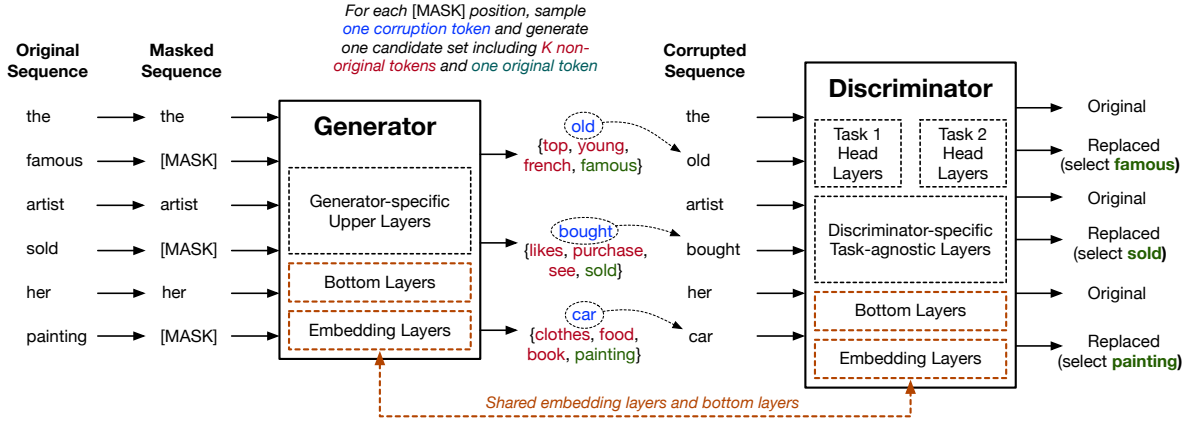 For each [MASK] position, sample
one corruption token and generate
one candidate set including K non-
original tokens and one original token
Original
Sequence
Masked
Sequence
Corrupted
Sequence
the
famous
artist
sold
her
painting
the
[MASK]
artist
[MASK]
her
[MASK]
Generator
Generator-specific
Upper Layers
Bottom Layers
Embedding Layers
old
{top, young,
french, famous}
bought
{likes, purchase,
see, sold}
car
{clothes, food,
book, painting}
the
old
artist
bought
her
car
Discriminator
Task 1
Head
Layers
Task 2
Head
Layers
Discriminator-specific
Task-agnostic Layers
Bottom Layers
Embedding Layers
Original
Replaced
(select famous)
Original
Replaced
(select sold)
Original
Replaced
(select painting)
Shared embedding layers and bottom layers